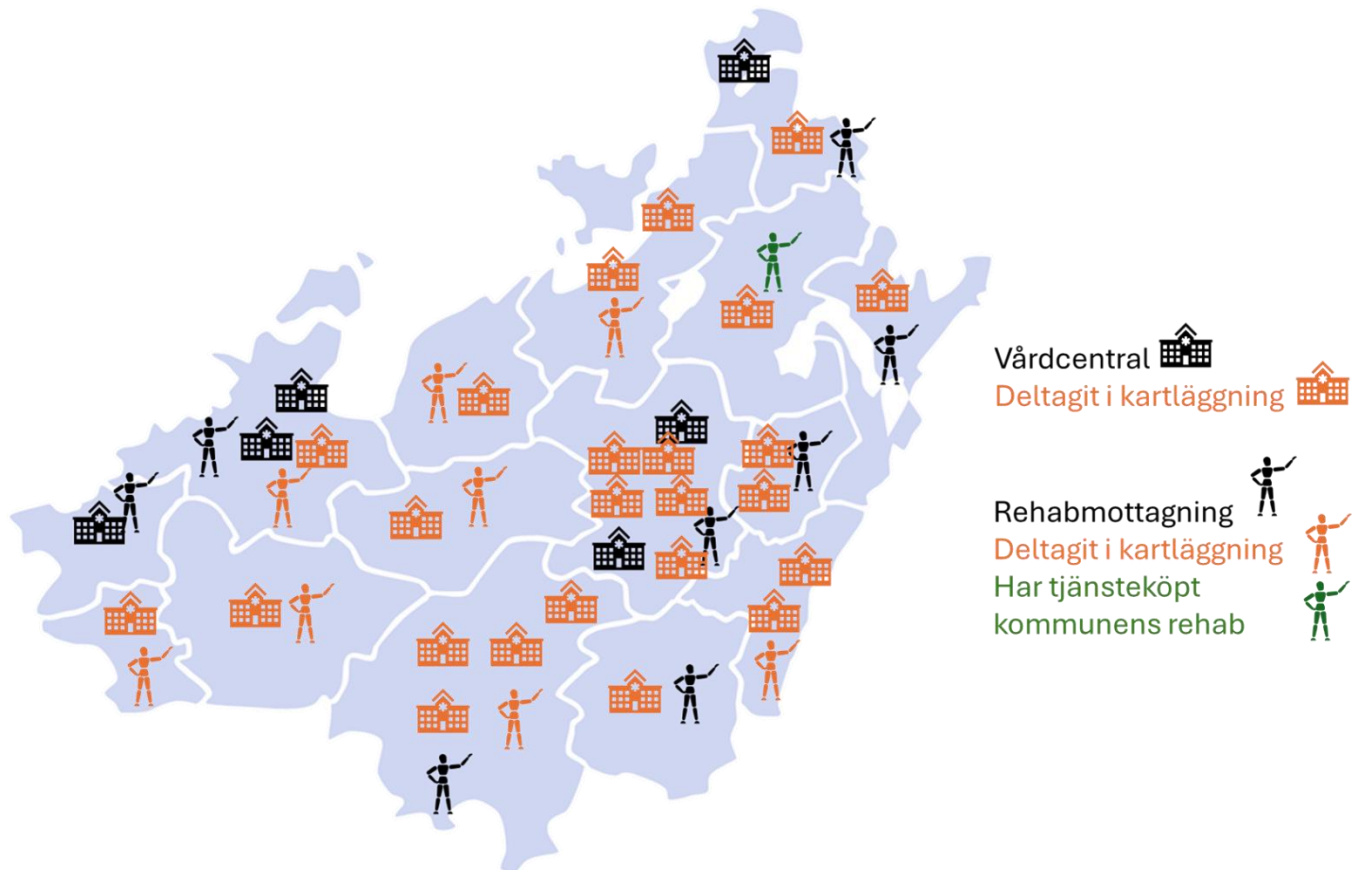 Vårdcentral
Deltagit i kartläggning
Rehabmottagning
Deltagit i kartläggning
Har tjänsteköpt
kommunens rehab